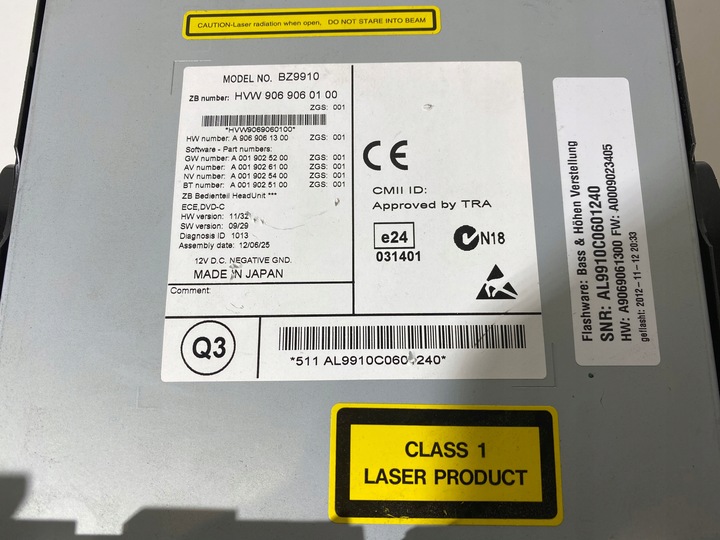 CAUTION-Laser radiation when open, DO NOT STARE INTO BEAM
MODEL NO. BZ9910
ZB number: HVW 906 906 01 00
ZGS: 001
*HVW9069060100*
HW number: A 906 906 13 00 ZGS: 001
Software - Part numbers:
GW number: A 001 902 52 00 ZGS: 001
AV number: A 001 902 61 00 ZGS: 001
NV number: A 001 902 54 00 ZGS: 001
BT number: A 001 902 51 00 ZGS: 001
ZB Bedienteil HeadUnit ***
ECE,DVD-C
HW version: 11/32
SW version: 09/29
Diagnosis ID: 1013
Assembly date: 12/06/25
12V D.C. NEGATIVE GND.
MADE IN JAPAN
Comment:
CE
CMII ID:
Approved by TRA
e24
031401
N18
Q3
*511 AL9910C0601240*
Flashware: Bass & Höhen Verstellung
SNR: AL9910C0601240
HW: A9069061300 FW: A0009023405
geflasht: 2012-11-12 20:33
CLASS 1
LASER PRODUCT